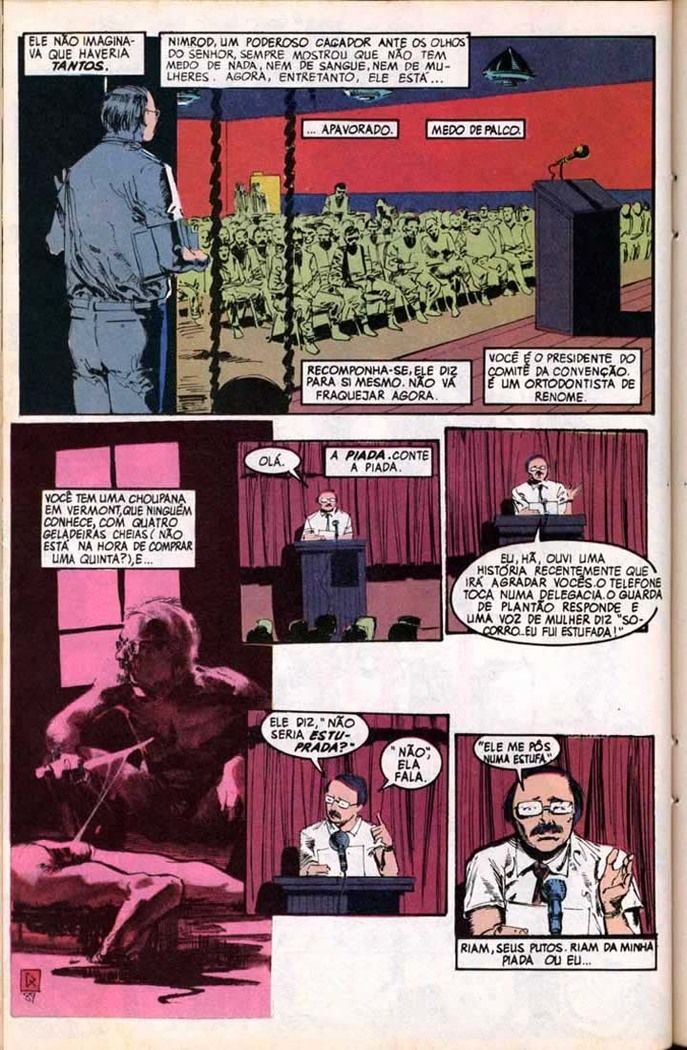 ELE NÃO IMAGINA-
VA QUE HAVERIA
TANTOS.
NIMROD, UM PODEROSO CAÇADOR ANTE OS OLHOS
DO SENHOR, SEMPRE MOSTROU QUE NÃO TEM
MEDO DE NADA, NEM DE SANGUE, NEM DE MU-
LHERES. AGORA, ENTRETANTO, ELE ESTÁ...
... APAVORADO.
MEDO DE PALCO.
RECOMPONHA-SE, ELE DIZ
PARA SI MESMO. NÃO VÁ
FRAQUEJAR AGORA.
VOCÊ É O PRESIDENTE DO
COMITÊ DA CONVENÇÃO.
É UM ORTODONTISTA DE
RENOME.
VOCÊ TEM UMA CHOUPANA
EM VERMONT, QUE NINGUÉM
CONHECE, COM QUATRO
GELADEIRAS CHEIAS (NÃO
ESTÁ NA HORA DE COMPRAR
UMA QUINTA?), E...
OLÁ.
A PIADA. CONTE
A PIADA.
EU, HÃ, OUVI UMA
HISTÓRIA RECENTEMENTE QUE
IRÁ AGRADAR VOCÊS. O TELEFONE
TOCA NUMA DELEGACIA. O GUARDA
DE PLANTÃO RESPONDE E
UMA VOZ DE MULHER DIZ "SO-
CORRO.. EU FUI ESTUFADA!"
ELE DIZ, "NÃO
SERIA ESTU-
PRADA?"
"NÃO",
ELA
FALA.
"ELE ME PÔS
NUMA ESTUFA."
RIAM, SEUS PUTOS. RIAM DA MINHA
PIADA OU EU...
'89